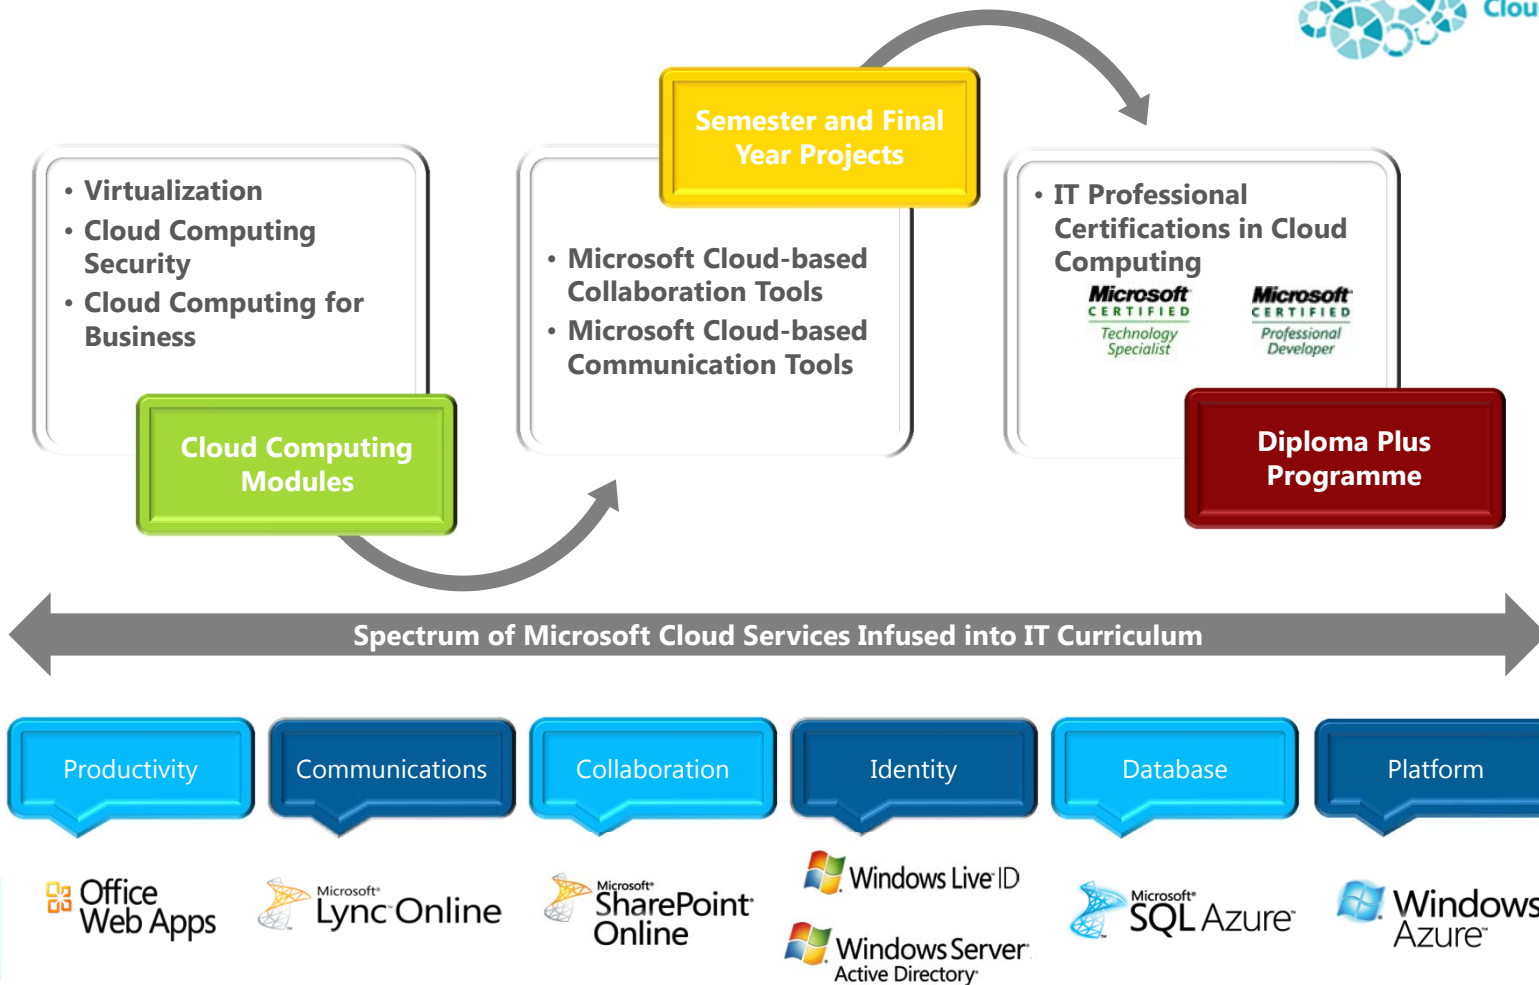 Clou
Semester and Final
Year Projects
• Virtualization
• Cloud Computing
Security
• Cloud Computing for
Business
Cloud Computing
Modules
• Microsoft Cloud-based
Collaboration Tools
• Microsoft Cloud-based
Communication Tools
• IT Professional
Certifications in Cloud
Computing
Microsoft
CERTIFIED
Technology
Specialist
Microsoft
CERTIFIED
Professional
Developer
Diploma Plus
Programme
Spectrum of Microsoft Cloud Services Infused into IT Curriculum
Productivity
Communications
Collaboration
Identity
Database
Platform
Office
Web Apps
Microsoft®
Lync™ Online
Microsoft®
SharePoint®
Online
Windows Live™ ID
Windows Server®
Active Directory®
Microsoft®
SQL Azure™
Windows
Azure™